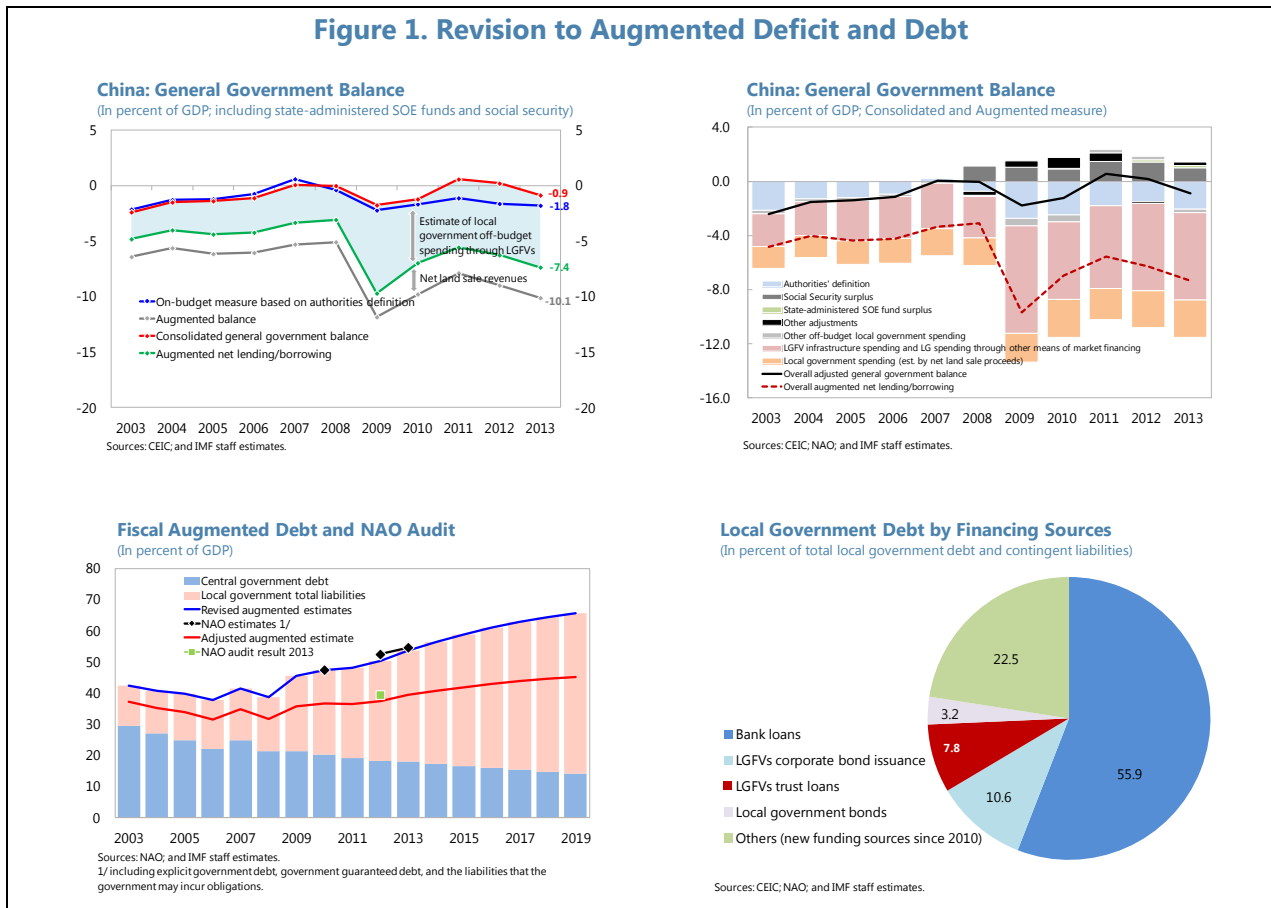 Figure 1. Revision to Augmented Deficit and Debt
China: General Government Balance
(In percent of GDP; including state-administered SOE funds and social security)
5
5
0
0
-5
-5
-10
-10
-15
-15
-20
-20
-0.9
-1.8
-7.4
-10.1
Estimate of local
government off-budget
spending through LGFVs
Net land sale revenues
On-budget measure based on authorities definition
Augmented balance
Consolidated general government balance
Augmented net lending/borrowing
2003 2004 2005 2006 2007 2008 2009 2010 2011 2012 2013
Sources: CEIC; and IMF staff estimates.
China: General Government Balance
(In percent of GDP; Consolidated and Augmented measure)
4.0
0.0
-4.0
-8.0
-12.0
-16.0
Authorities' definition
Social Security surplus
State-administered SOE fund surplus
Other adjustments
Other off-budget local government spending
LGFV infrastructure spending and LG spending through other means of market financing
Local government spending (est. by net land sale proceeds)
Overall adjusted general government balance
Overall augmented net lending/borrowing
2003 2004 2005 2006 2007 2008 2009 2010 2011 2012 2013
Sources: CEIC; NAO; and IMF staff estimates.
Fiscal Augmented Debt and NAO Audit
(In percent of GDP)
80
70
60
50
40
30
20
10
0
Central government debt
Local government total liabilities
Revised augmented estimates
NAO estimates 1/
Adjusted augmented estimate
NAO audit result 2013
2003 2005 2007 2009 2011 2013 2015 2017 2019
Sources: NAO; and IMF staff estimates.
1/ including explicit government debt, government guaranteed debt, and the liabilities that the
government may incur obligations.
Local Government Debt by Financing Sources
(In percent of total local government debt and contingent liabilities)
22.5
3.2
7.8
10.6
55.9
Bank loans
LGFVs corporate bond issuance
LGFVs trust loans
Local government bonds
Others (new funding sources since 2010)
Sources: CEIC; NAO; and IMF staff estimates.